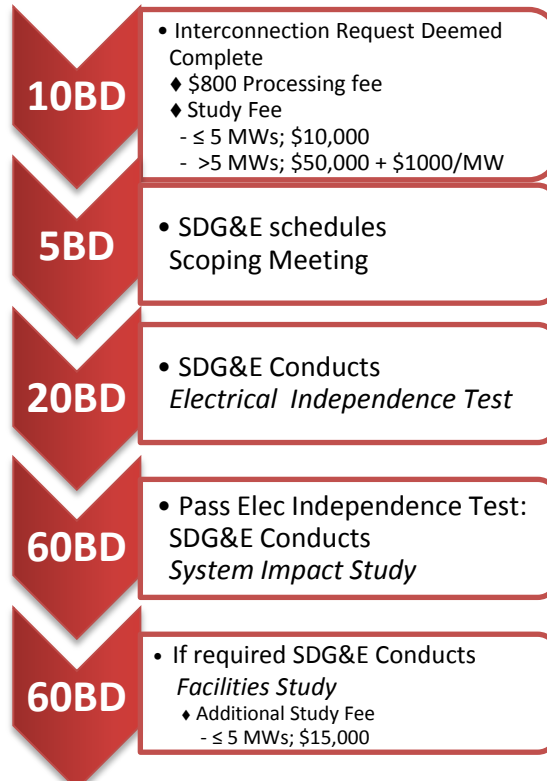 10BD
• Interconnection Request Deemed
Complete
♦ $800 Processing fee
♦ Study Fee
- ≤ 5 MWs; $10,000
- >5 MWs; $50,000 + $1000/MW
5BD
• SDG&E schedules
Scoping Meeting
20BD
• SDG&E Conducts
Electrical Independence Test
60BD
• Pass Elec Independence Test:
SDG&E Conducts
System Impact Study
60BD
• If required SDG&E Conducts
Facilities Study
♦ Additional Study Fee
- ≤ 5 MWs; $15,000